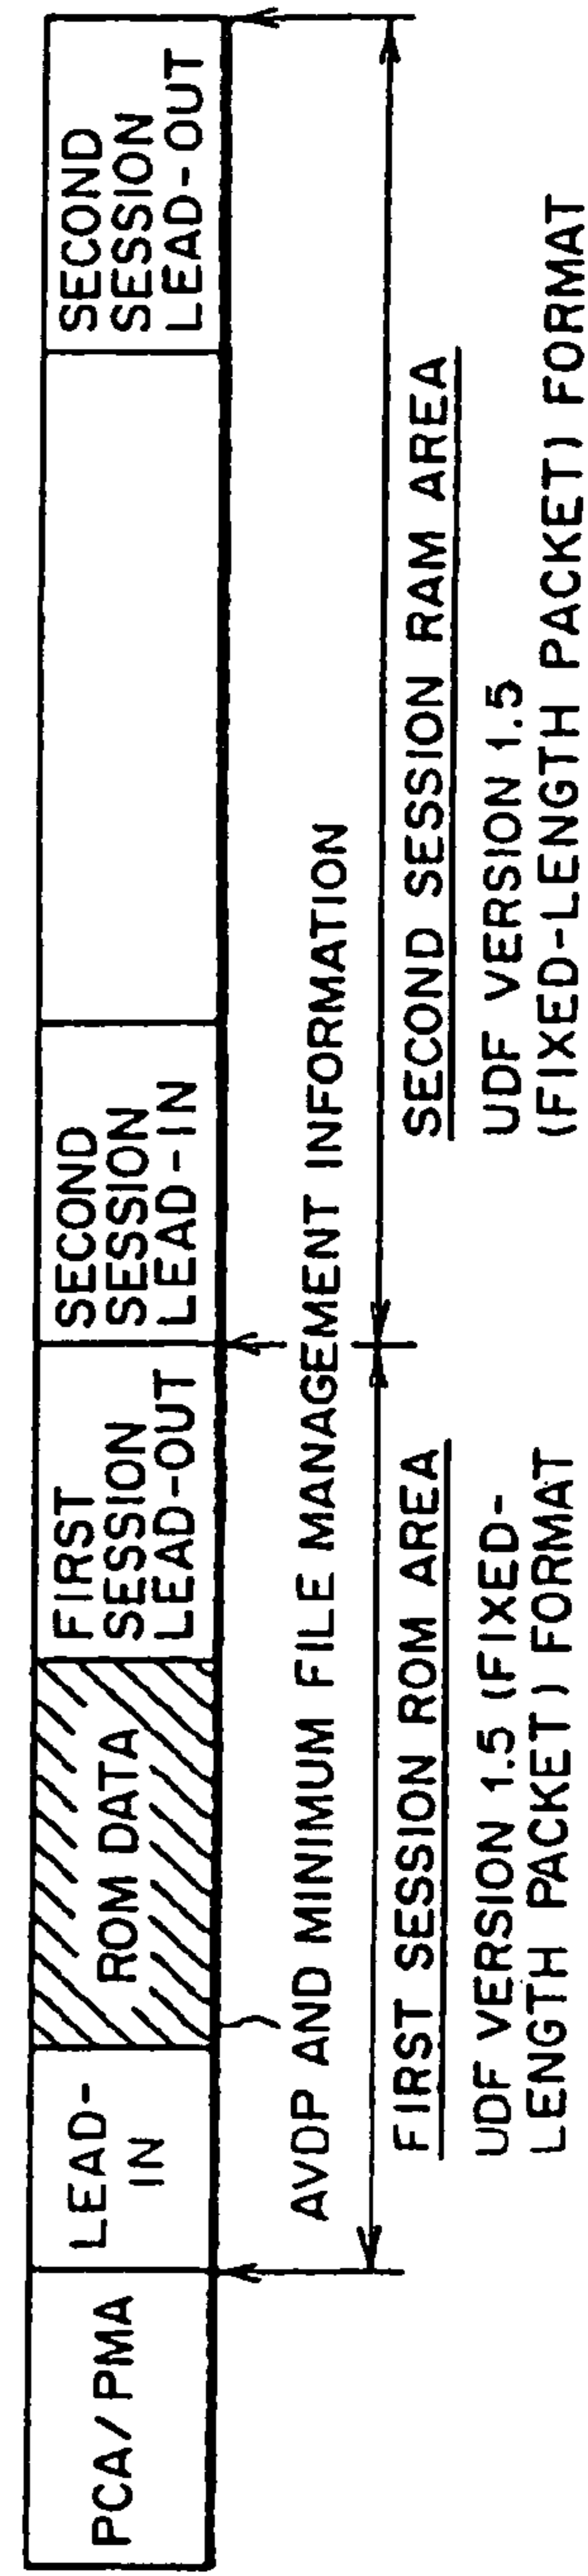 PCA/PMA
LEAD-
IN
ROM DATA
FIRST
SESSION
LEAD-OUT
SECOND
SESSION
LEAD-IN
SECOND
SESSION
LEAD-OUT
AVDP AND MINIMUM FILE MANAGEMENT INFORMATION
FIRST SESSION ROM AREA
UDF VERSION 1.5 (FIXED-
LENGTH PACKET) FORMAT
SECOND SESSION RAM AREA
UDF VERSION 1.5
(FIXED-LENGTH PACKET) FORMAT